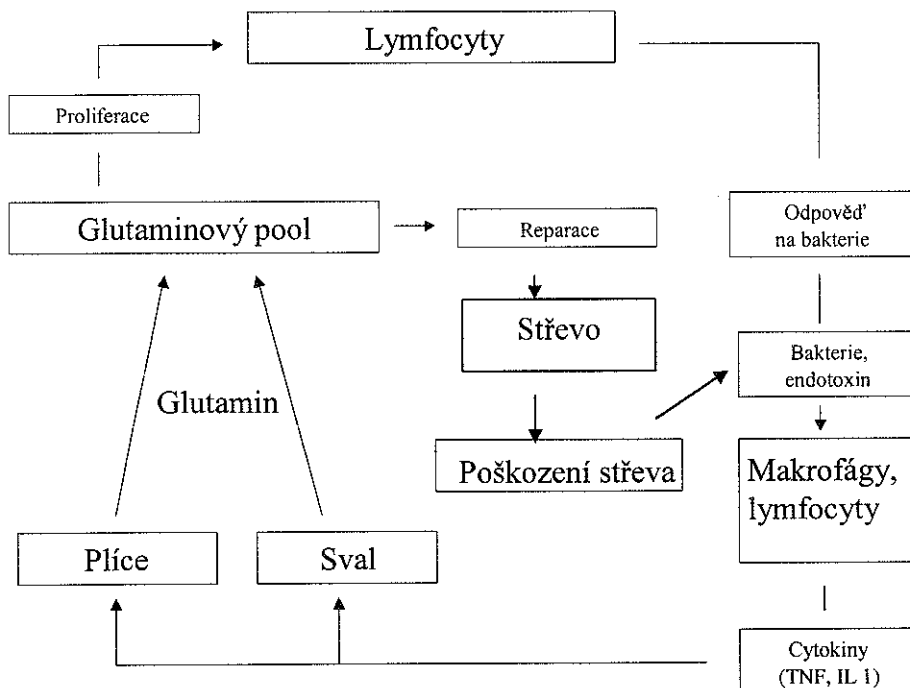 Lymfocyty
Proliferace
Glutaminový pool
Reparace
Odpověď
na bakterie
Střevo
Bakterie,
endotoxin
Glutamin
Poškození střeva
Makrofágy,
lymfocyty
Plíce
Sval
Cytokiny
(TNF, IL 1)